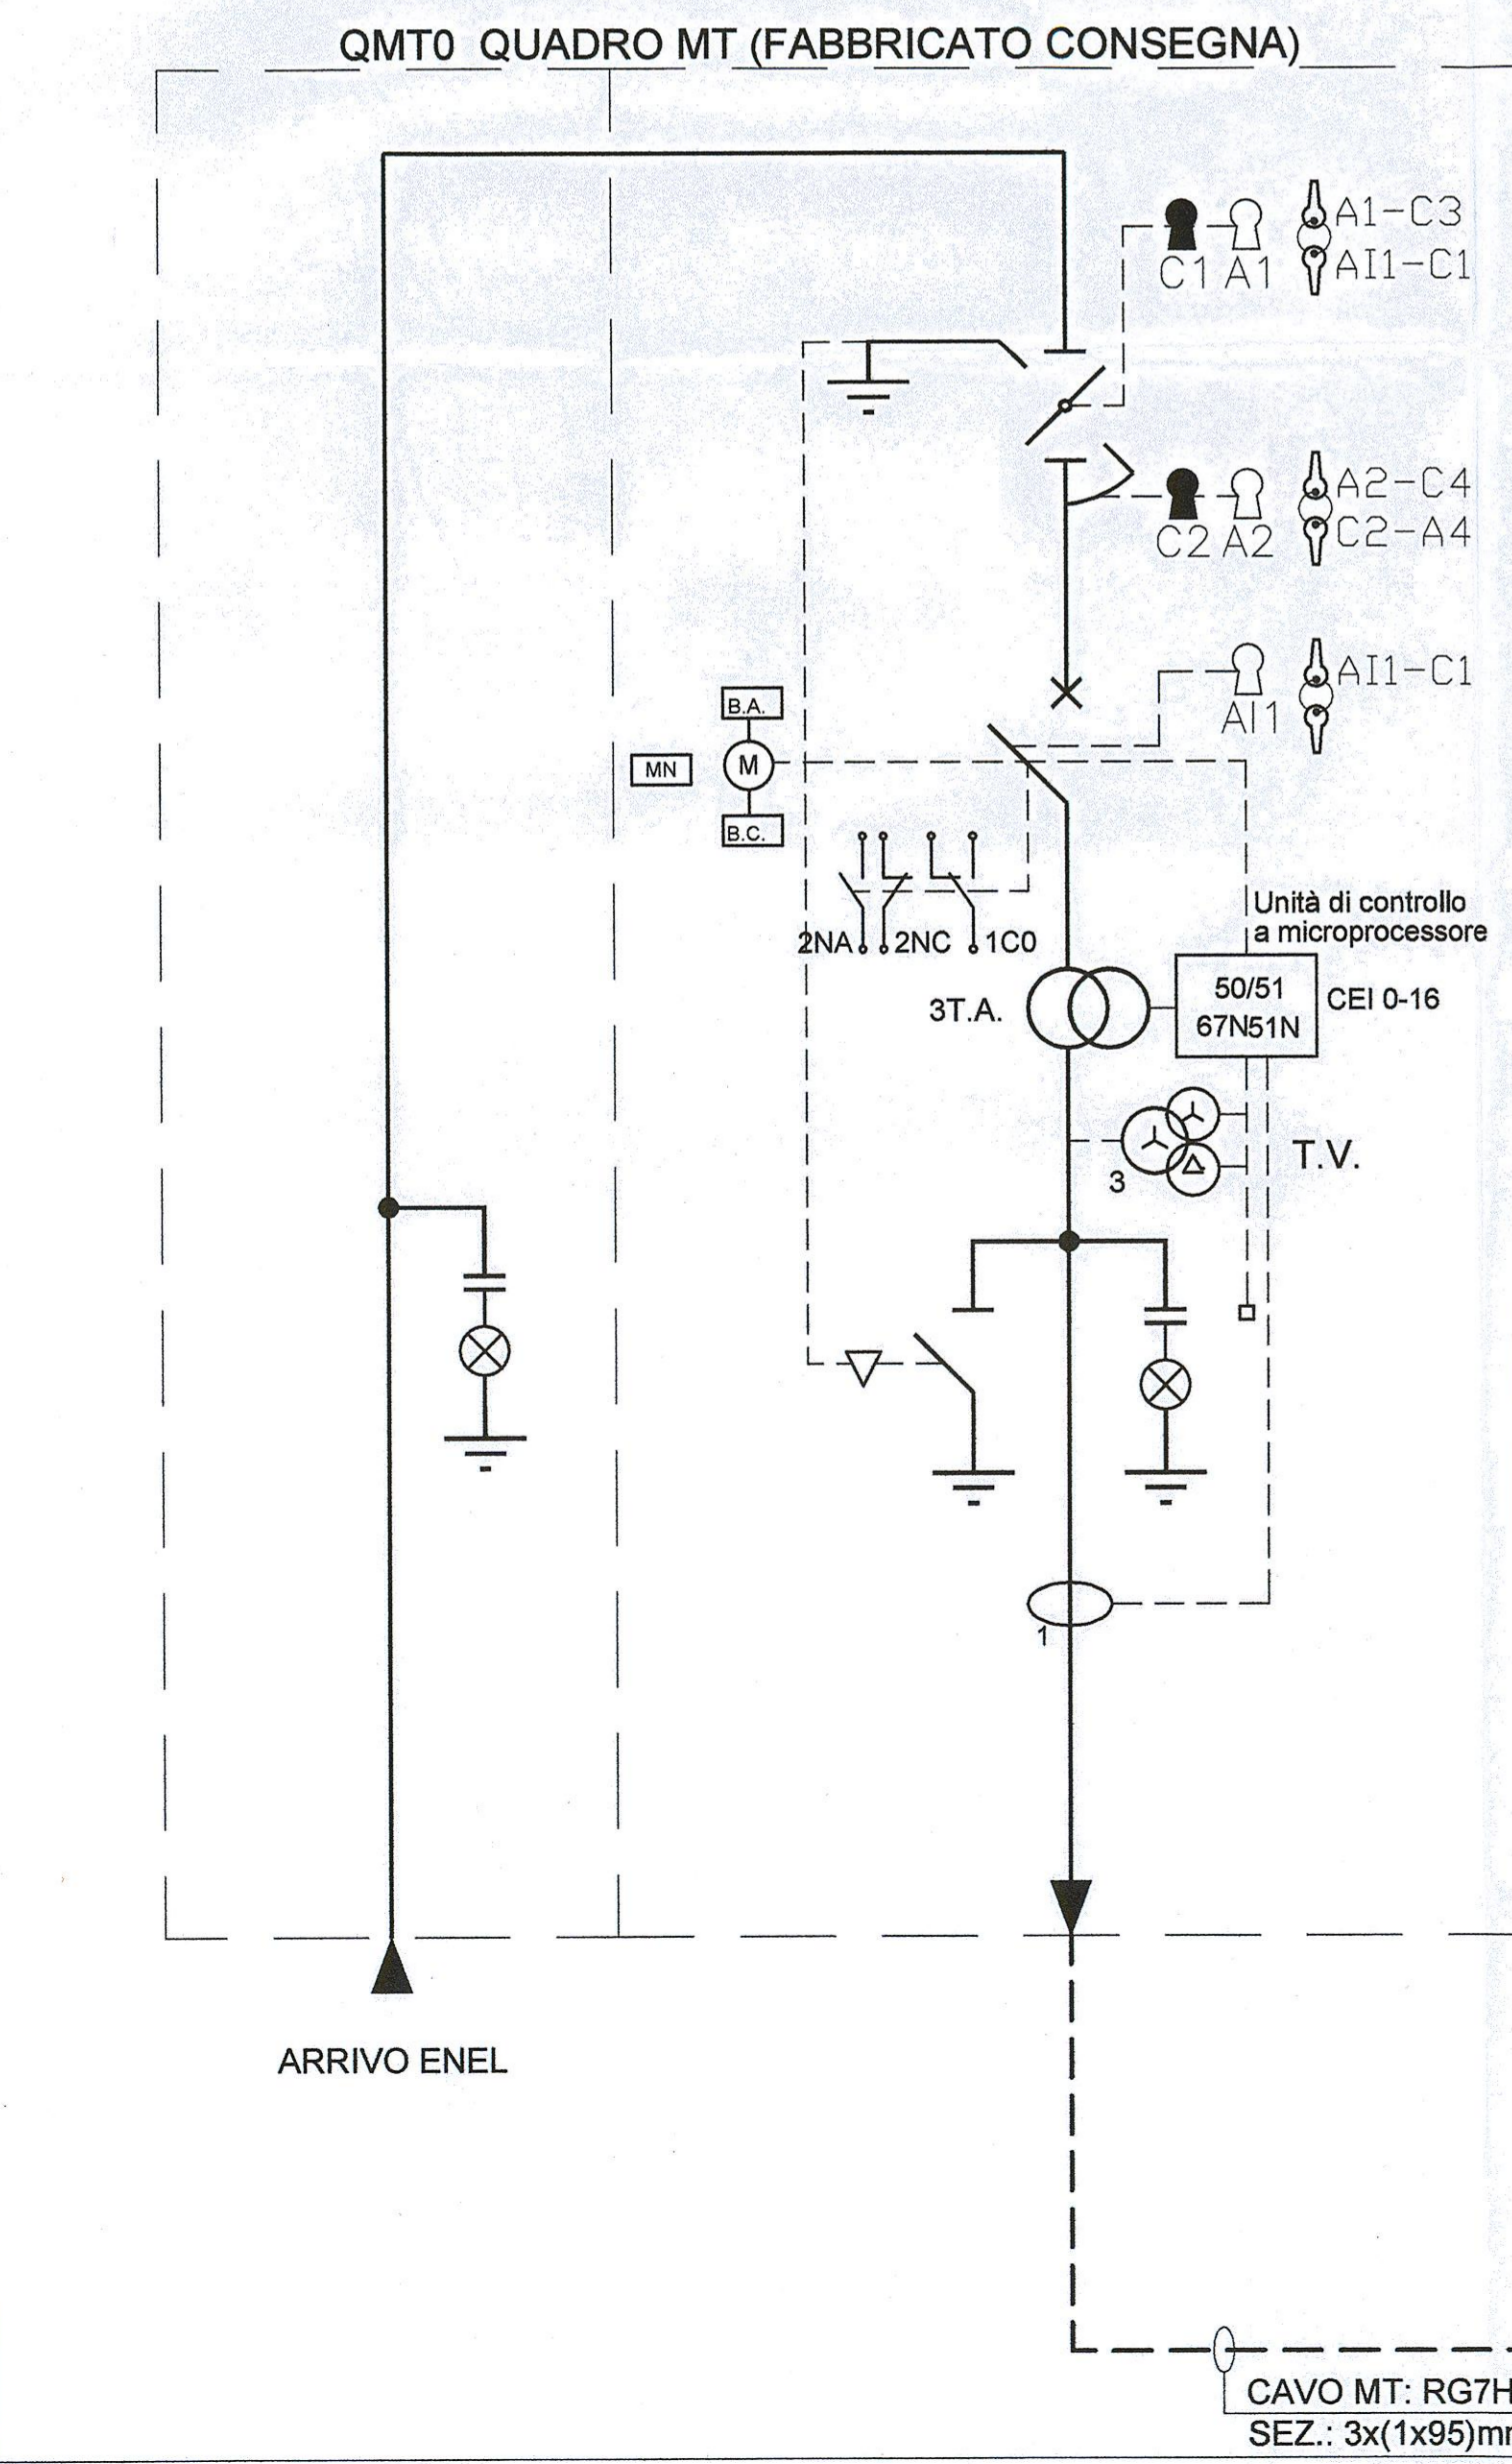 QMT0 QUADRO MT (FABBRICATO CONSEGNA)
C1 A1
A1-C3
AI1-C1
C2 A2
A2-C4
C2-A4
AI1
AI1-C1
B.A.
MN
M
B.C.
2NA 2NC 1C0
Unità di controllo
a microprocessore
3T.A.
50/51
67N51N
CEI 0-16
3
T.V.
1
ARRIVO ENEL
CAVO MT: RG7H
SEZ.: 3x(1x95)m